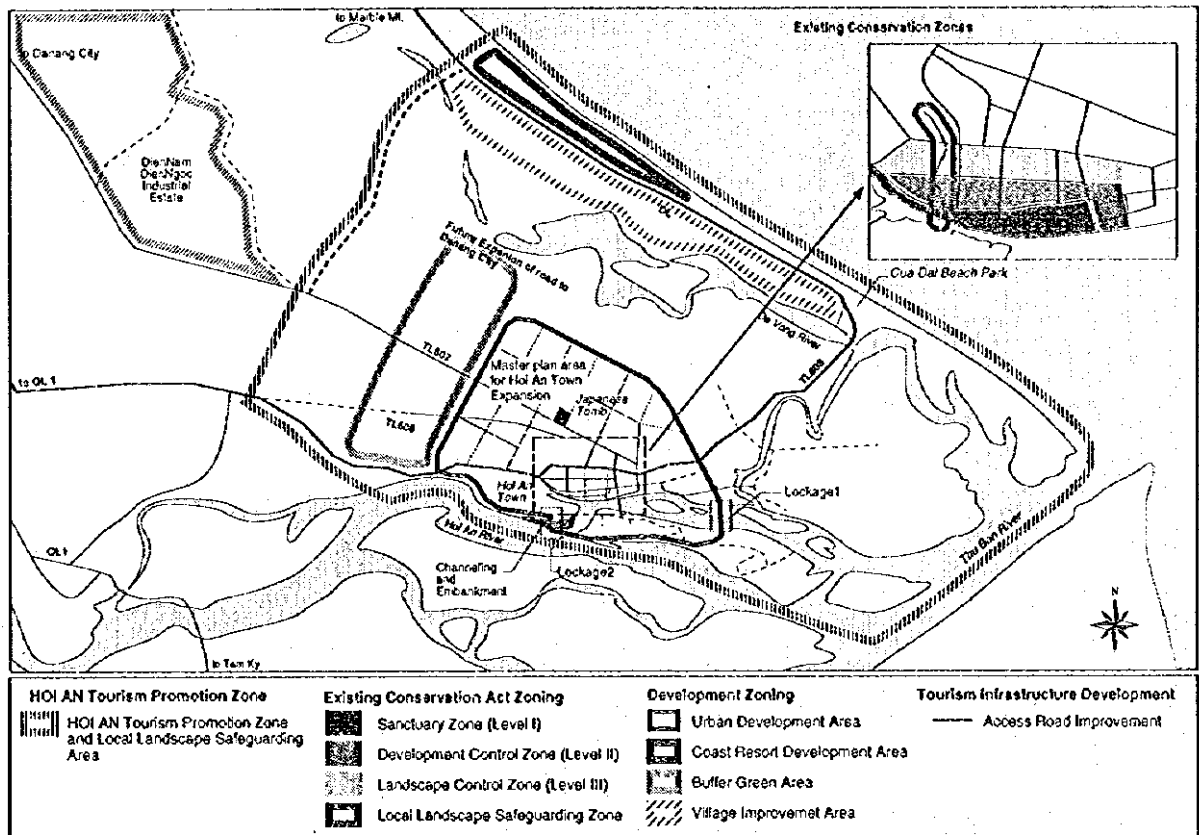 to Marble Mt.
Existing Conservation Zones
to Danang City
DienNam
DienNgoc
Industrial
Estate
Future Expantion of road to
Danang City
Cua Dai Beach Park
De Vong River
TL607
TL608
Master plan area
for Hoi An Town
Expansion
Japanese
Tomb
to QL 1
TL608
Hoi An
Town
Lockage1
Hoi An River
Thu Bon River
QL1
Channeling
and
Embankment
Lockage2
N
to Tam Ky
HOI AN Tourism Promotion Zone
HOI AN Tourism Promotion Zone
and Local Landscape Safeguarding
Area
Existing Conservation Act Zoning
Sanctuary Zone (Level I)
Development Control Zone (Level II)
Landscape Control Zone (Level III)
Local Landscape Safeguarding Zone
Development Zoning
Urban Development Area
Coast Resort Development Area
Buffer Green Area
Village Improvemet Area
Tourism Infrastructure Development
Access Road Improvement